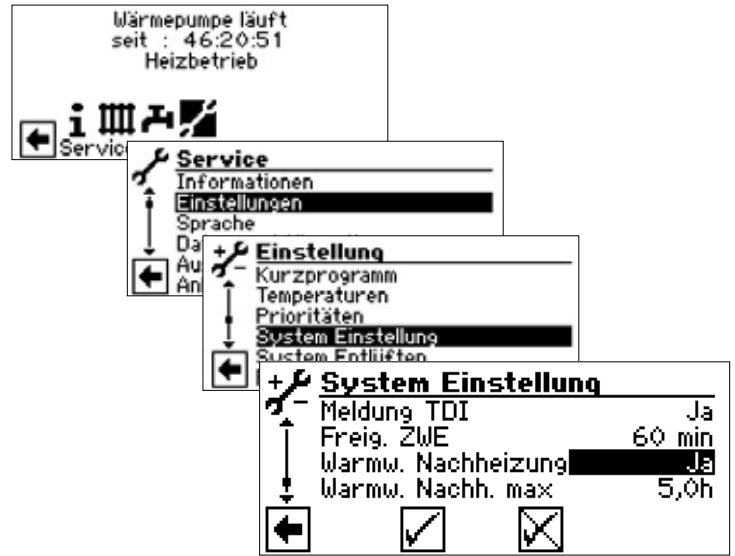 Wärmepumpe läuft
seit : 46:20:51
Heizbetrieb
Service
Informationen
Einstellungen
Sprache
Einstellung
Kurzprogramm
Temperaturen
Prioritäten
System Einstellung
System Entlüften
System Einstellung
Meldung TDI Ja
Freig. ZWE 60 min
Warmw. Nachheizung Ja
Warmw. Nachh. max 5,0h